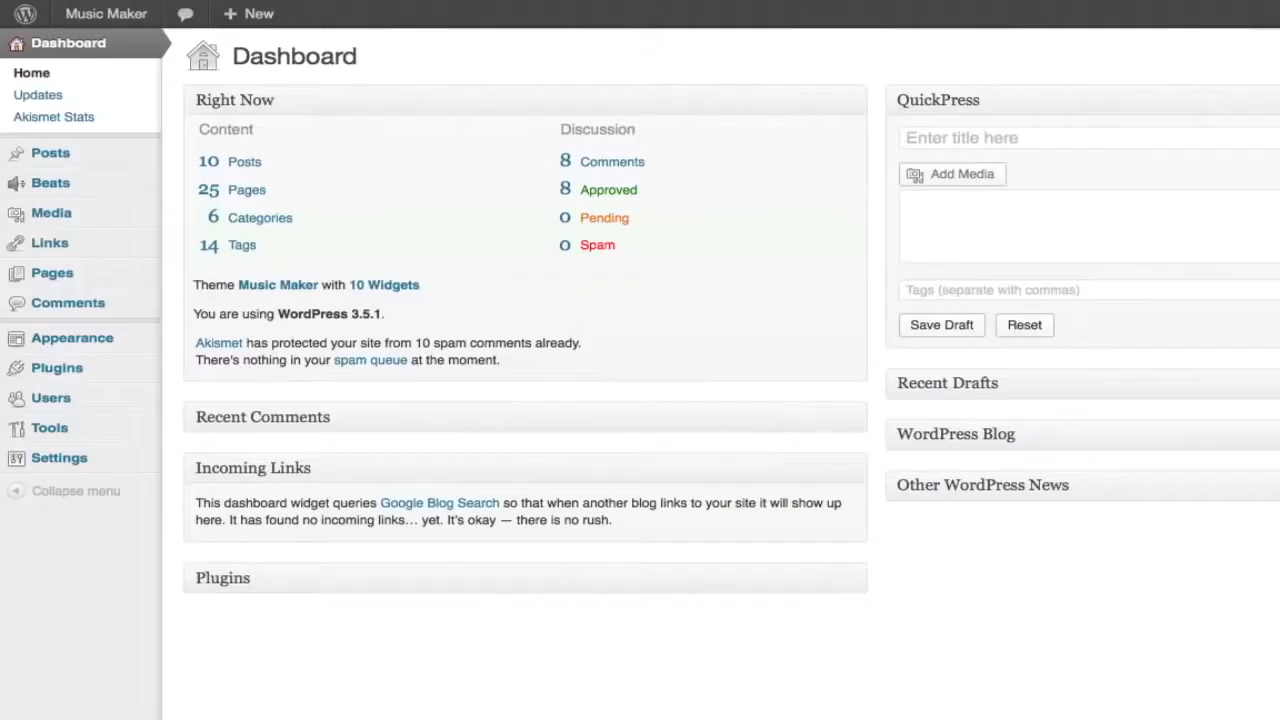 Music Maker
New
Dashboard
Home
Updates
Akismet Stats
Posts
Beats
Media
Links
Pages
Comments
Appearance
Plugins
Users
Tools
Settings
Collapse menu
Dashboard
Right Now
Content
10 Posts
25 Pages
6 Categories
14 Tags
Discussion
8 Comments
8 Approved
0 Pending
0 Spam
Theme Music Maker with 10 Widgets
You are using WordPress 3.5.1.
Akismet has protected your site from 10 spam comments already.
There's nothing in your spam queue at the moment.
Recent Comments
Incoming Links
This dashboard widget queries Google Blog Search so that when another blog links to your site it will show up
here. It has found no incoming links… yet. It's okay — there is no rush.
Plugins
QuickPress
Enter title here
Add Media
Tags (separate with commas)
Save Draft
Reset
Recent Drafts
WordPress Blog
Other WordPress News